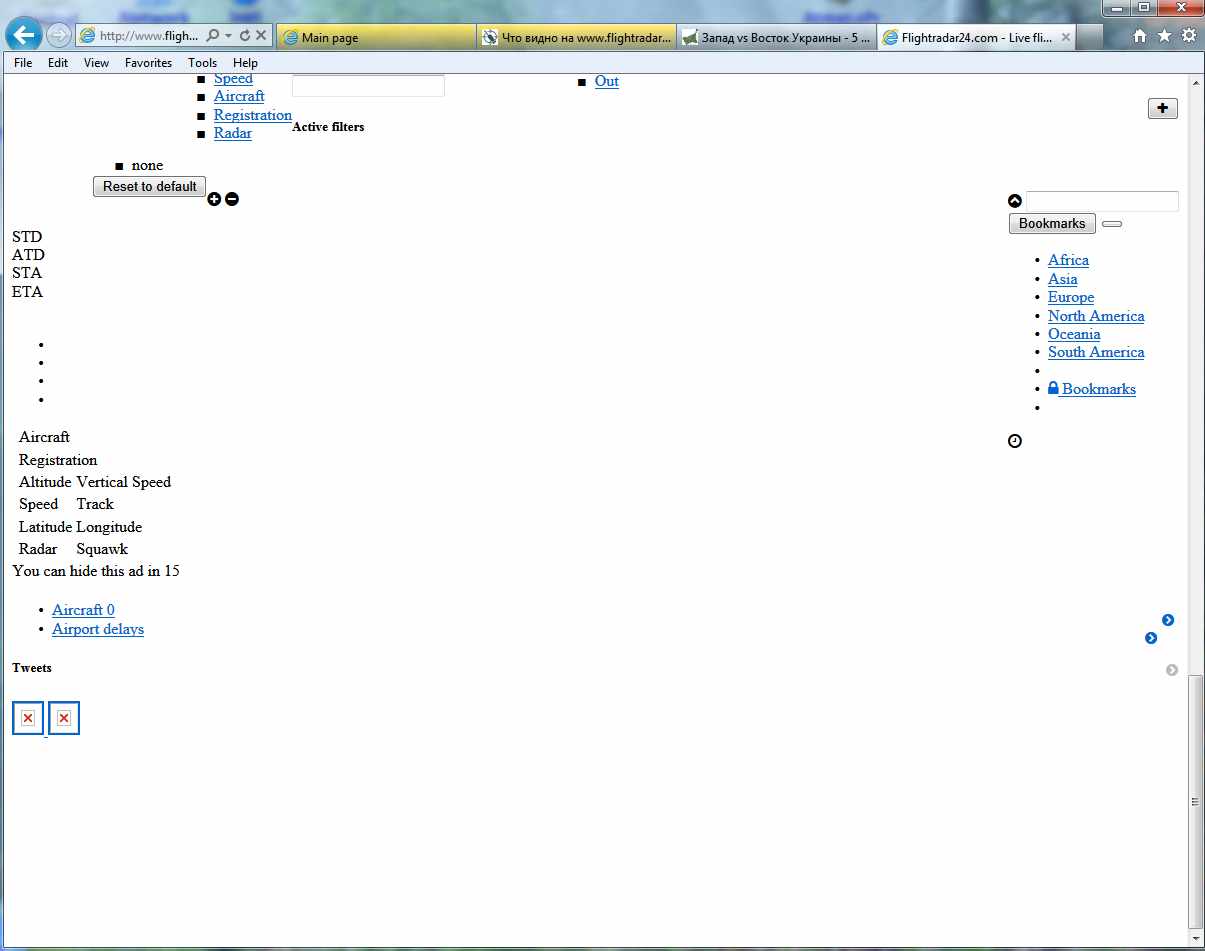 http://www.fligh...
Main page
Что видно на www.flightradar...
Запад vs Восток Украины - 5 ...
Flightradar24.com - Live fli...
File Edit View Favorites Tools Help
Speed
Aircraft
Registration
Radar
Out
Active filters
none
Reset to default
Bookmarks
STD
ATD
STA
ETA
Africa
Asia
Europe
North America
Oceania
South America
Bookmarks
Aircraft
Registration
Altitude Vertical Speed
Speed Track
Latitude Longitude
Radar Squawk
You can hide this ad in 15
Aircraft 0
Airport delays
Tweets